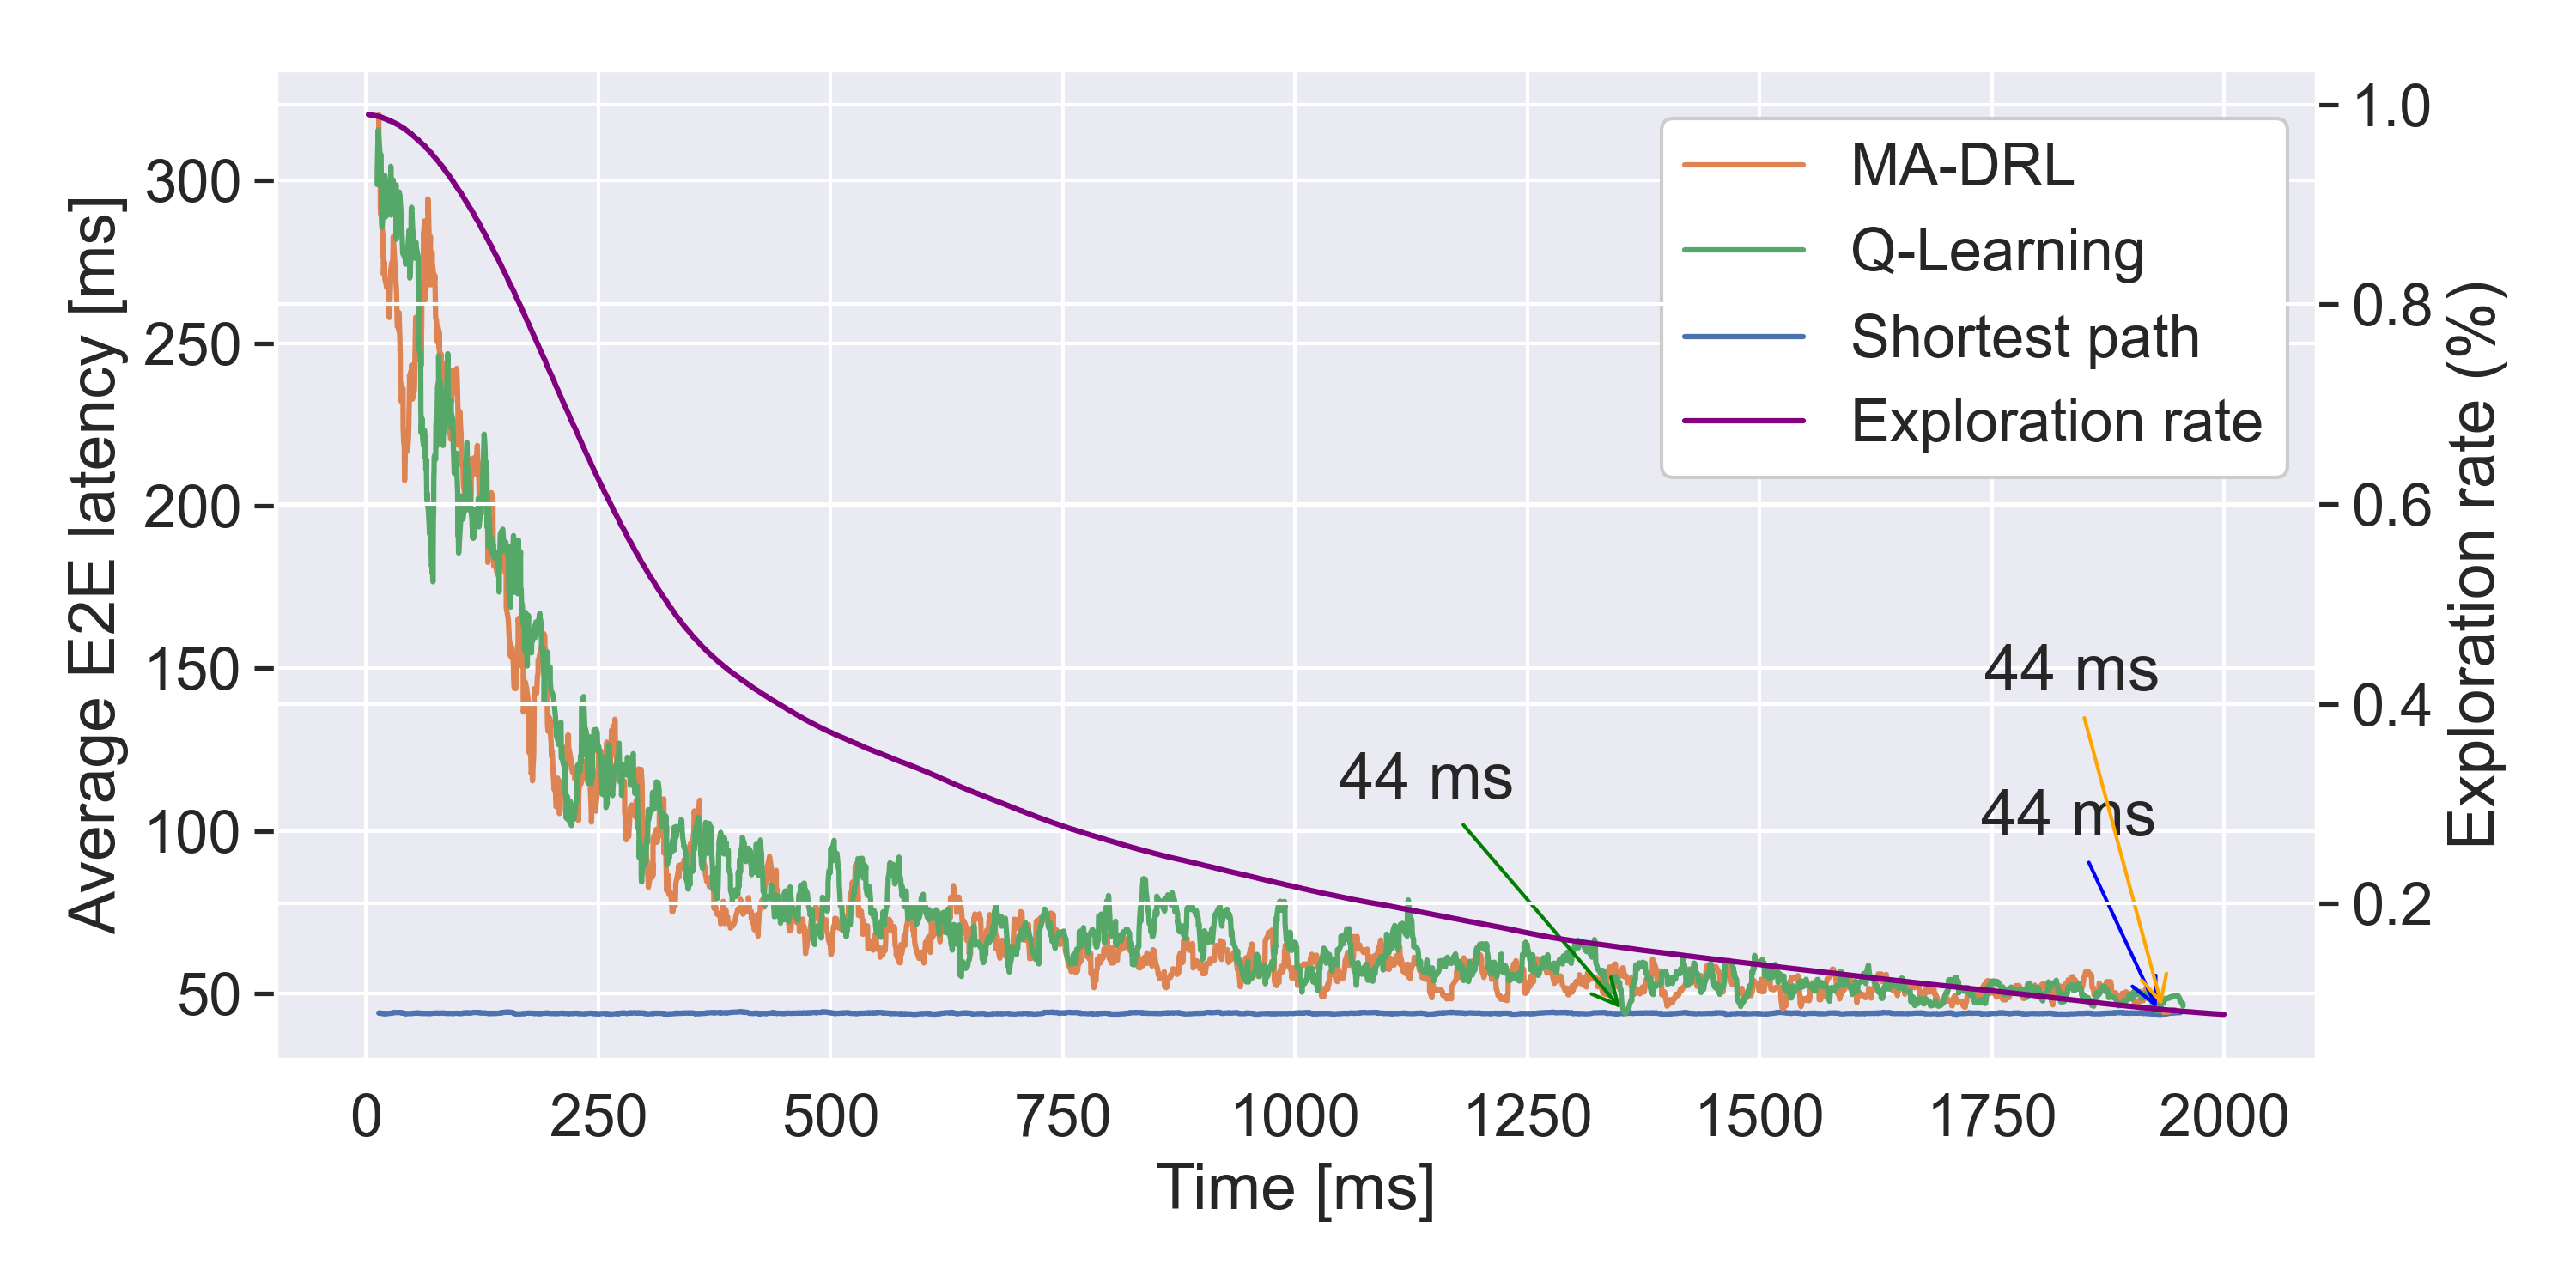 Average E2E latency [ms]
300
250
200
150
100
50
0
250
500
750
1000
1250
1500
1750
2000
Time [ms]
1.0
0.8
0.6
0.4
0.2
Exploration rate (%)
MA-DRL
Q-Learning
Shortest path
Exploration rate
44 ms
44 ms
44 ms